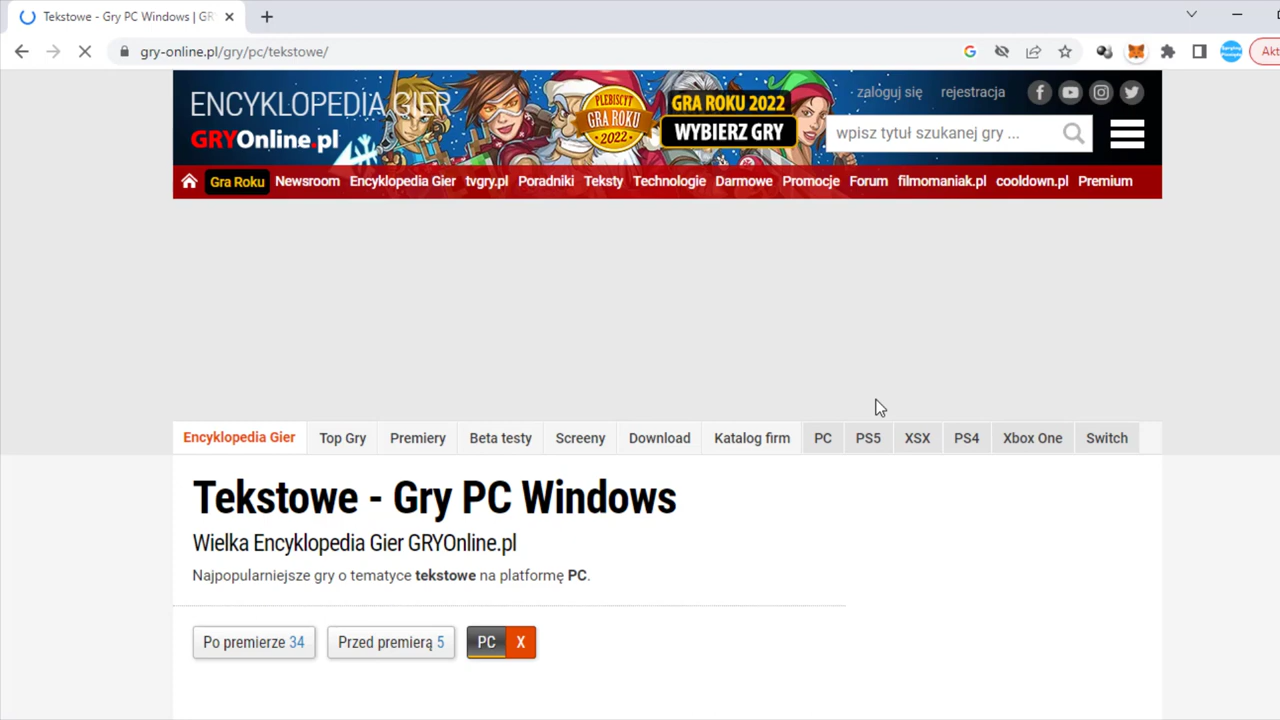 Tekstowe - Gry PC Windows | GR
gry-online.pl/gry/pc/tekstowe/
Akt
ENCYKLOPEDIA GIER
GRYOnline.pl
PLEBISCYT
GRA ROKU
2022
GRA ROKU 2022
WYBIERZ GRY
zaloguj się rejestracja
wpisz tytuł szukanej gry ...
Gra Roku Newsroom Encyklopedia Gier tvgry.pl Poradniki Teksty Technologie Darmowe Promocje Forum filmomaniak.pl cooldown.pl Premium
Encyklopedia Gier Top Gry Premiery Beta testy Screeny Download Katalog firm PC PS5 XSX PS4 Xbox One Switch
Tekstowe - Gry PC Windows
Wielka Encyklopedia Gier GRYOnline.pl
Najpopularniejsze gry o tematyce tekstowe na platformę PC.
Po premierze 34 Przed premierą 5 PC X